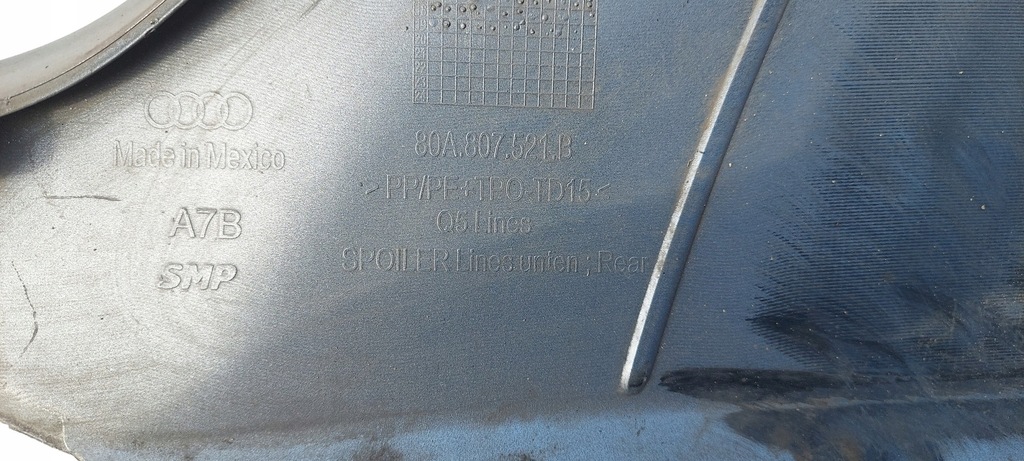 Made in Mexico
A7B
SMP
80A.807.521.B
>PP/PE+TPO-TD15<
Q5 Lines
SPOILER Lines unten ; Rear